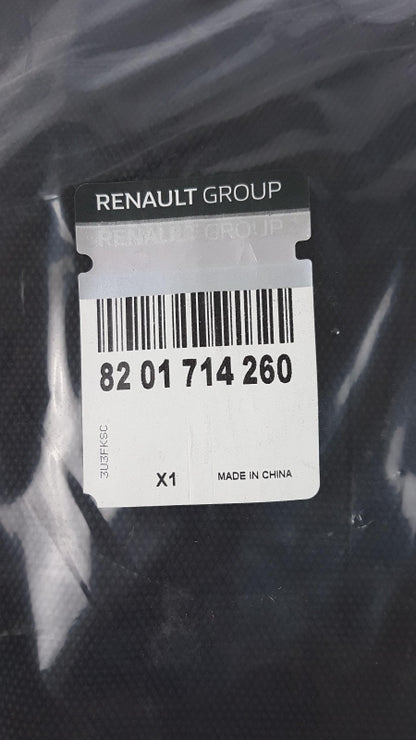 RENAULT GROUP
RENAULT GROUP
82 01 714 260
3U3FKSC
X1 MADE IN CHINA